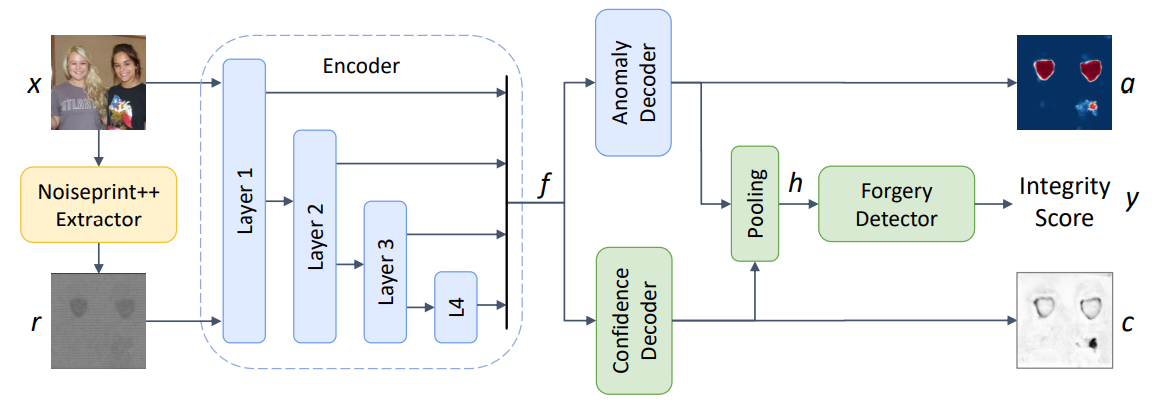 x
Noiseprint++
Extractor
r
Encoder
Layer 1
Layer 2
Layer 3
L4
f
Anomaly
Decoder
Confidence
Decoder
Pooling
h
Forgery
Detector
Integrity
Score
y
a
c